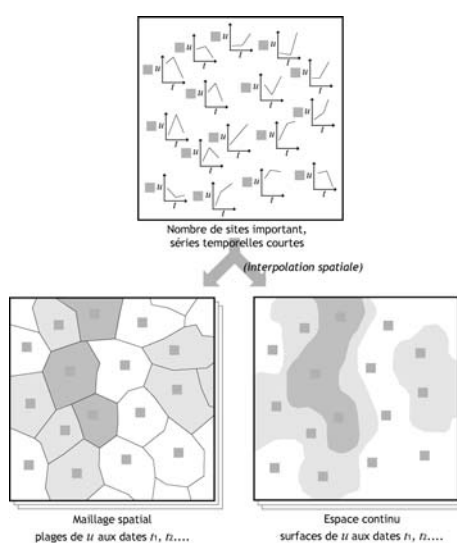 u
t
u
t
u
t
u
t
u
t
u
t
u
t
u
t
u
t
u
t
u
t
u
t
u
t
u
t
u
t
u
t
Nombre de sites important,
séries temporelles courtes
(interpolation spatiale)
Maillage spatial
plages de u aux dates t1, t2....
Espace continu
surfaces de u aux dates t1, t2....